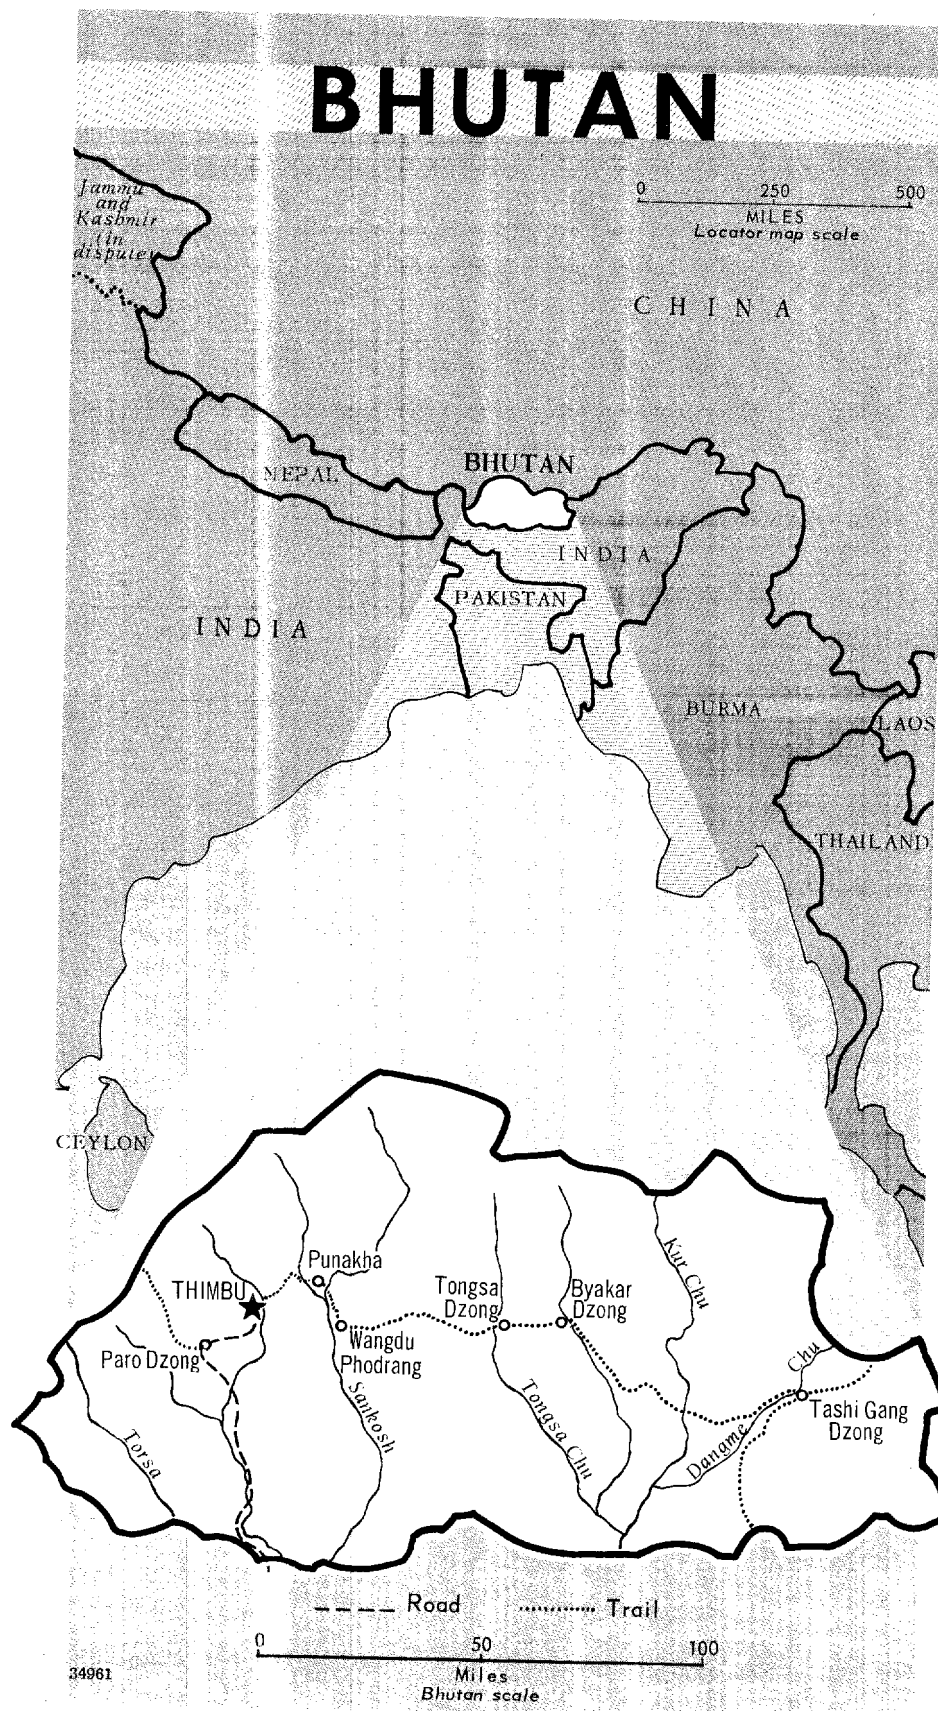 BHUTAN
0 250 500
MILES
Locator map scale
Jammu
and
Kashmir
(in
dispute)
CHINA
NEPAL
BHUTAN
INDIA
PAKISTAN
INDIA
BURMA
LAOS
THAILAND
CEYLON
Punakha
THIMBU
Kur Chu
Tongsa
Dzong
Byakar
Dzong
Wangdu
Phodrang
Paro Dzong
Chu
Tashi Gang
Dzong
Sankosh
Tongsa Chu
Torsa
Dangme
Road
Trail
0 50 100
Miles
Bhutan scale
34961